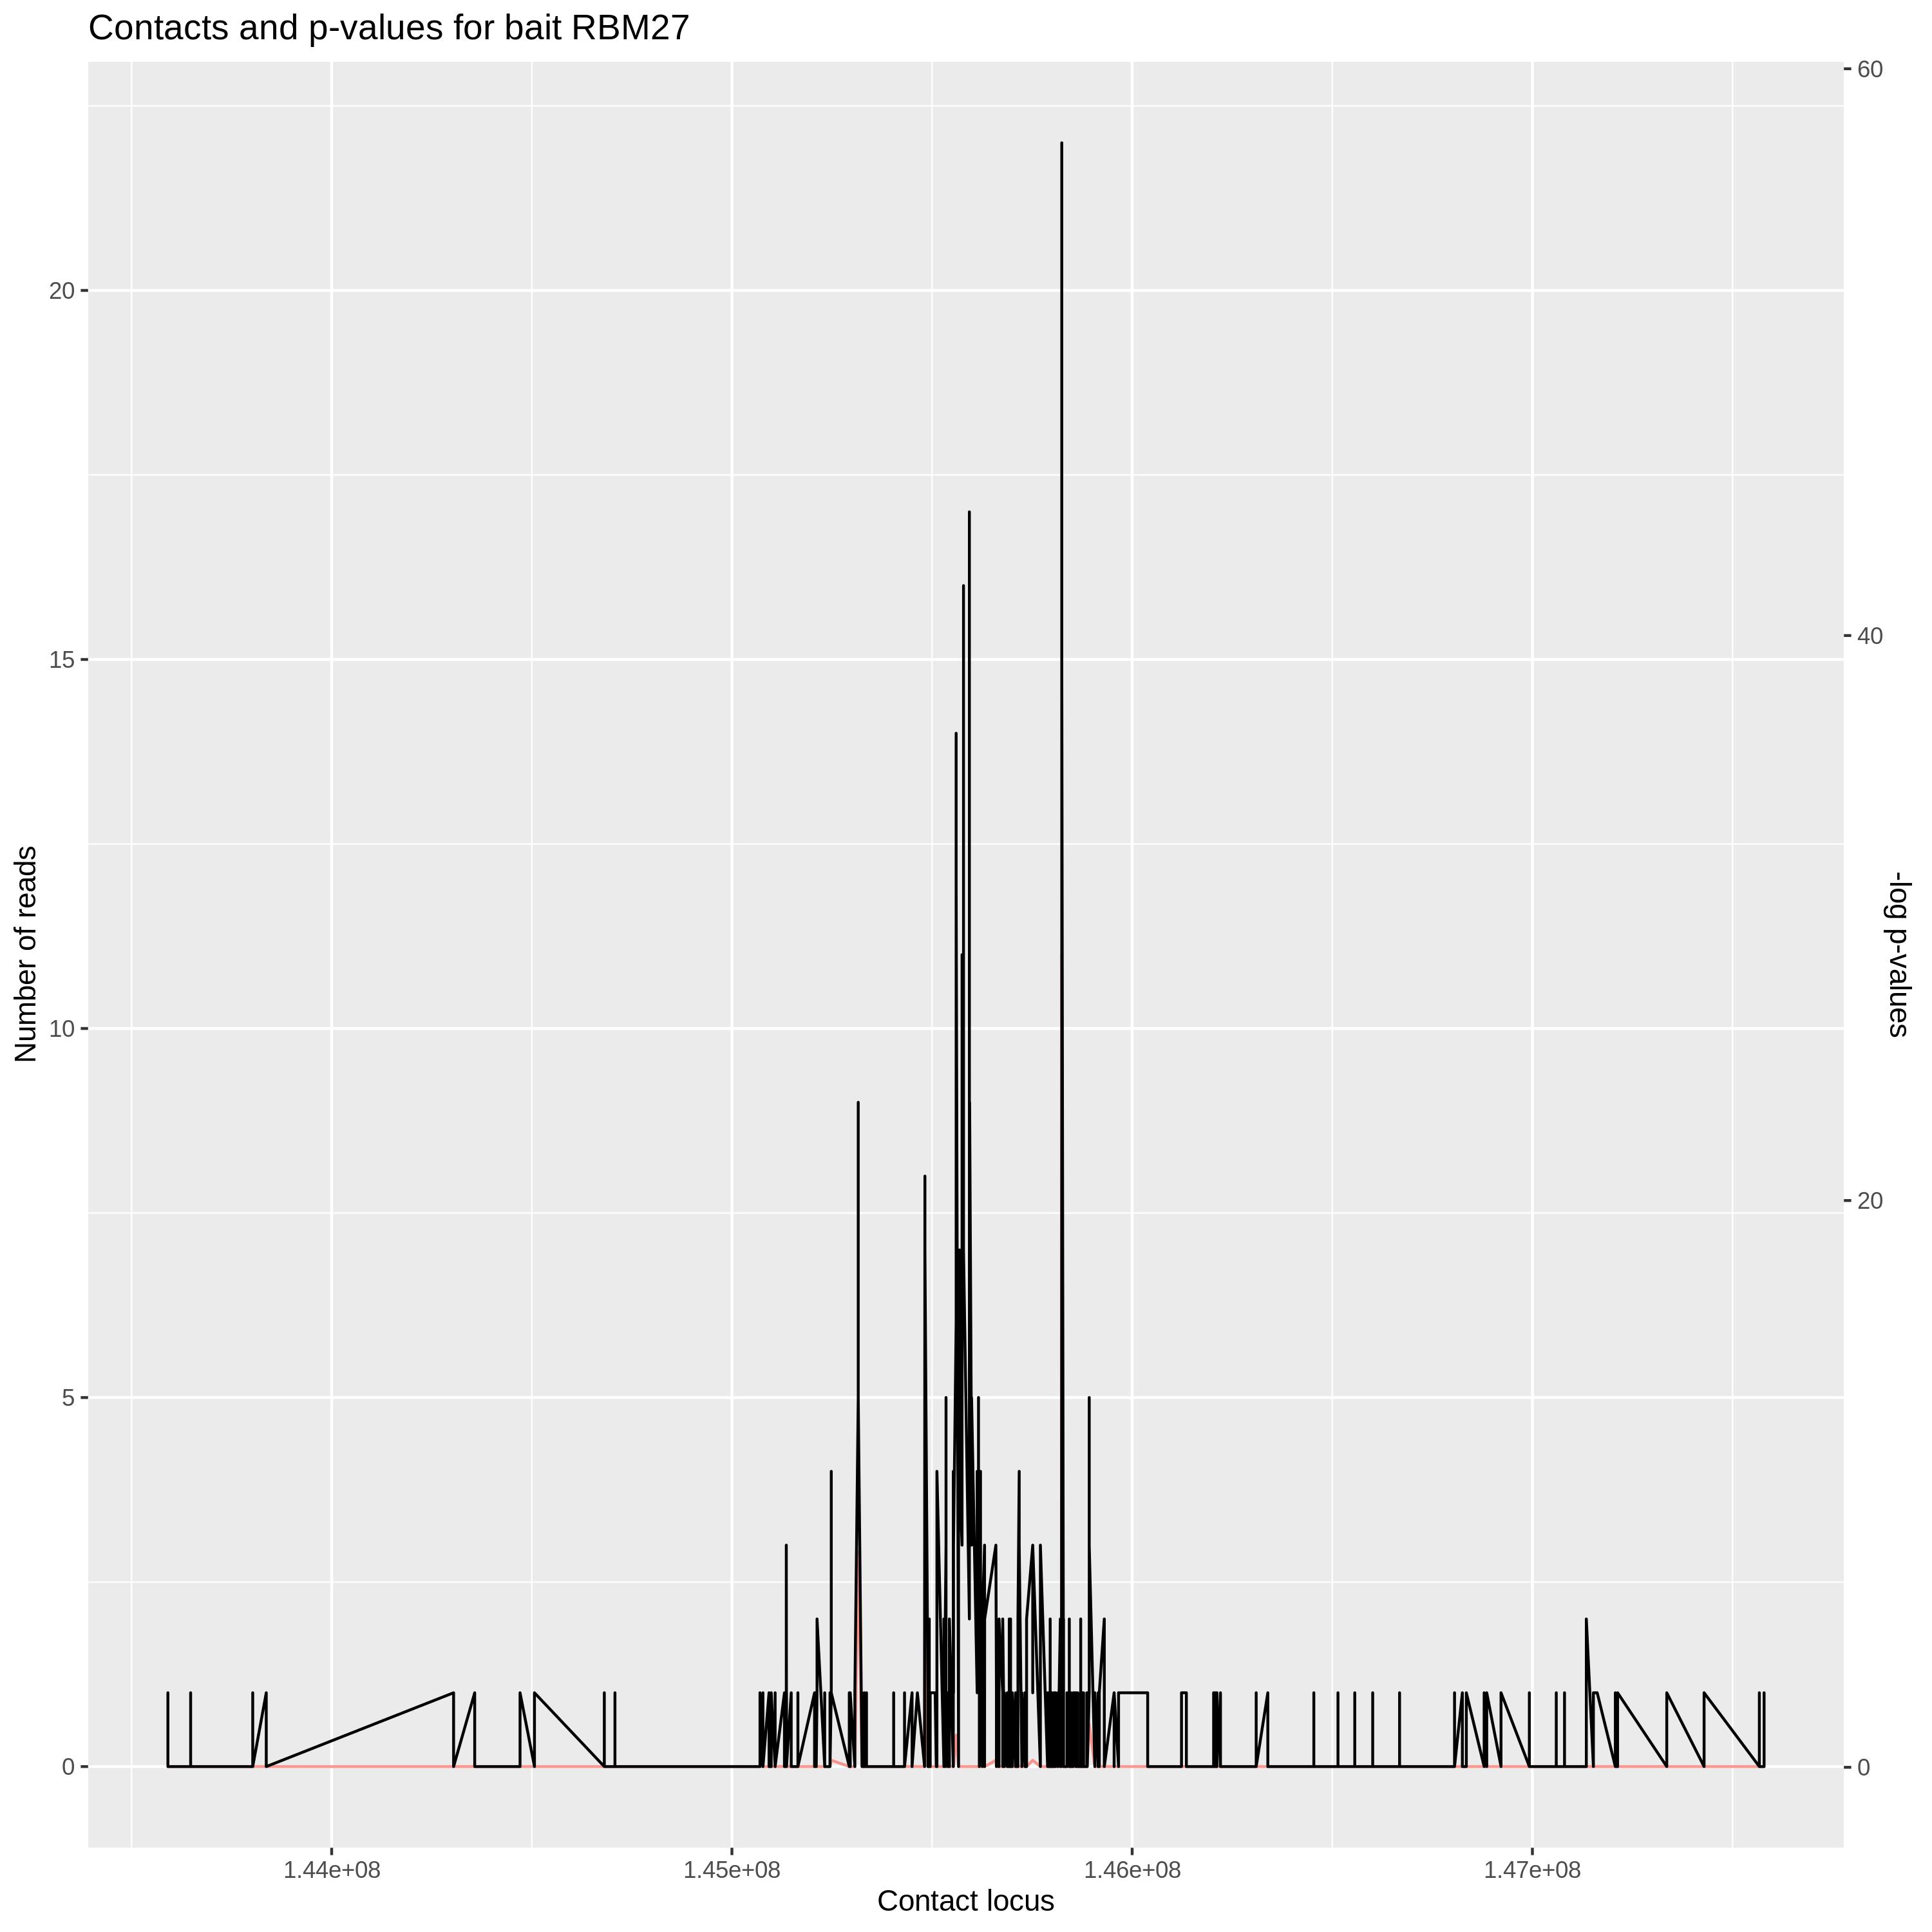 Contacts and p-values for bait RBM27
60
20
40
15
Number of reads
-log p-values
10
20
5
0
0
1.44e+08
1.45e+08
1.46e+08
1.47e+08
Contact locus